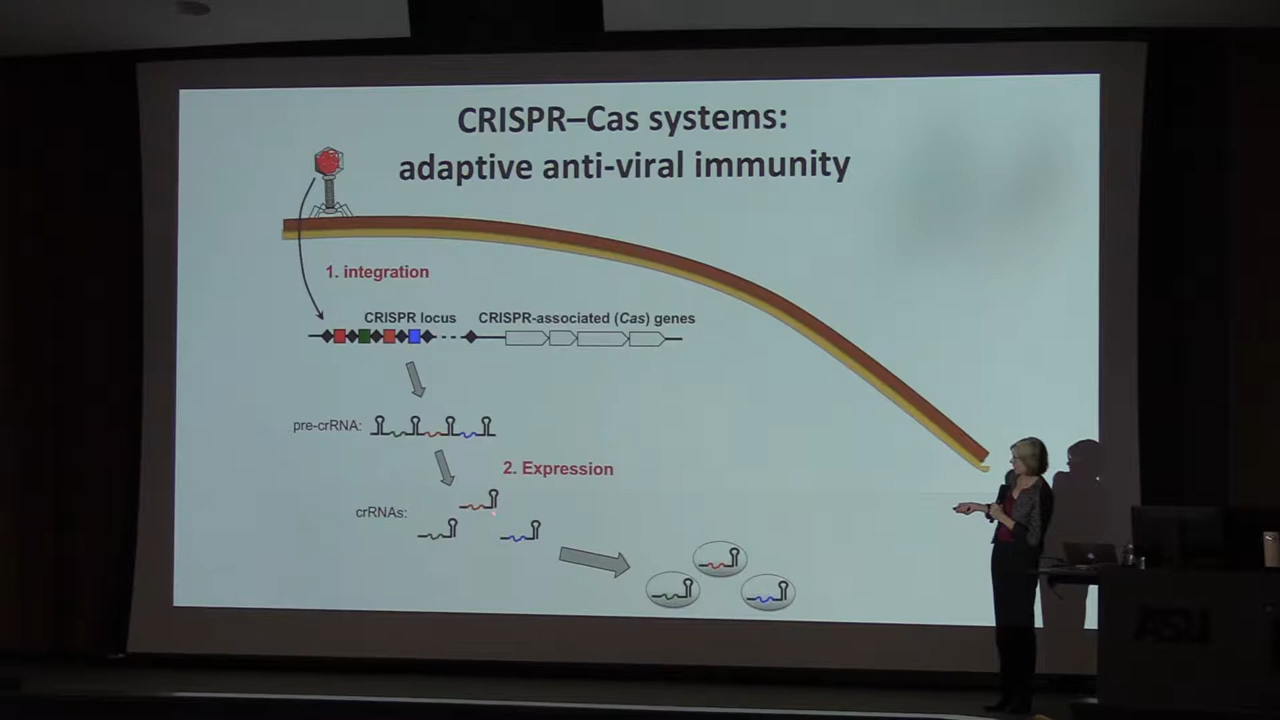 CRISPR–Cas systems:
adaptive anti-viral immunity
1. integration
CRISPR locus
CRISPR-associated (Cas) genes
pre-crRNA:
2. Expression
crRNAs:
ASU